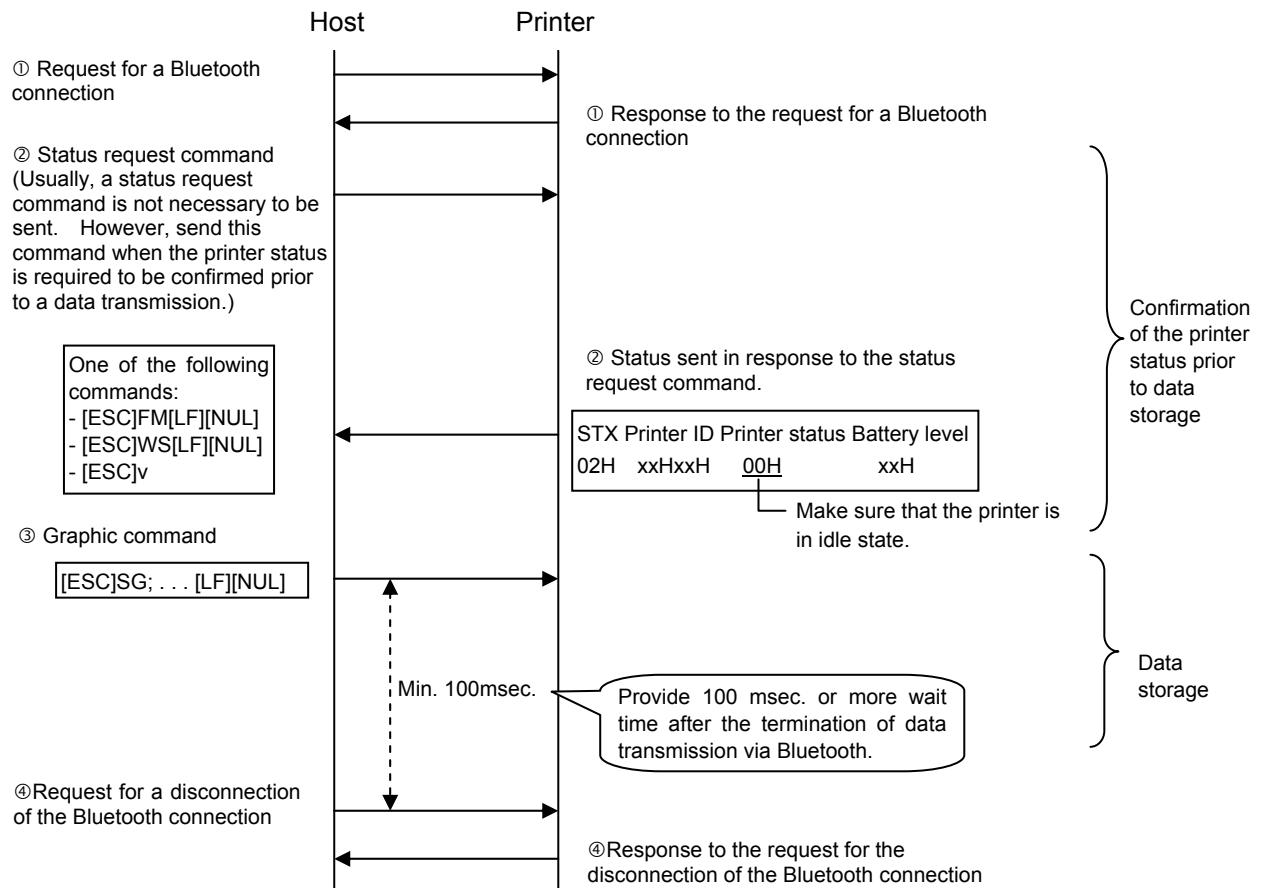 Host
Printer
① Request for a Bluetooth
connection
① Response to the request for a Bluetooth
connection
② Status request command
(Usually, a status request
command is not necessary to be
sent. However, send this
command when the printer status
is required to be confirmed prior
to a data transmission.)
Confirmation
of the printer
status prior
to data
storage
One of the following
commands:
- [ESC]FM[LF][NUL]
- [ESC]WS[LF][NUL]
- [ESC]v
② Status sent in response to the status
request command.
STX Printer ID Printer status Battery level
02H xxHxxH 00H xxH
Make sure that the printer is
in idle state.
③ Graphic command
[ESC]SG; . . . [LF][NUL]
Min. 100msec.
Provide 100 msec. or more wait
time after the termination of data
transmission via Bluetooth.
Data
storage
④Request for a disconnection
of the Bluetooth connection
④Response to the request for the
disconnection of the Bluetooth connection